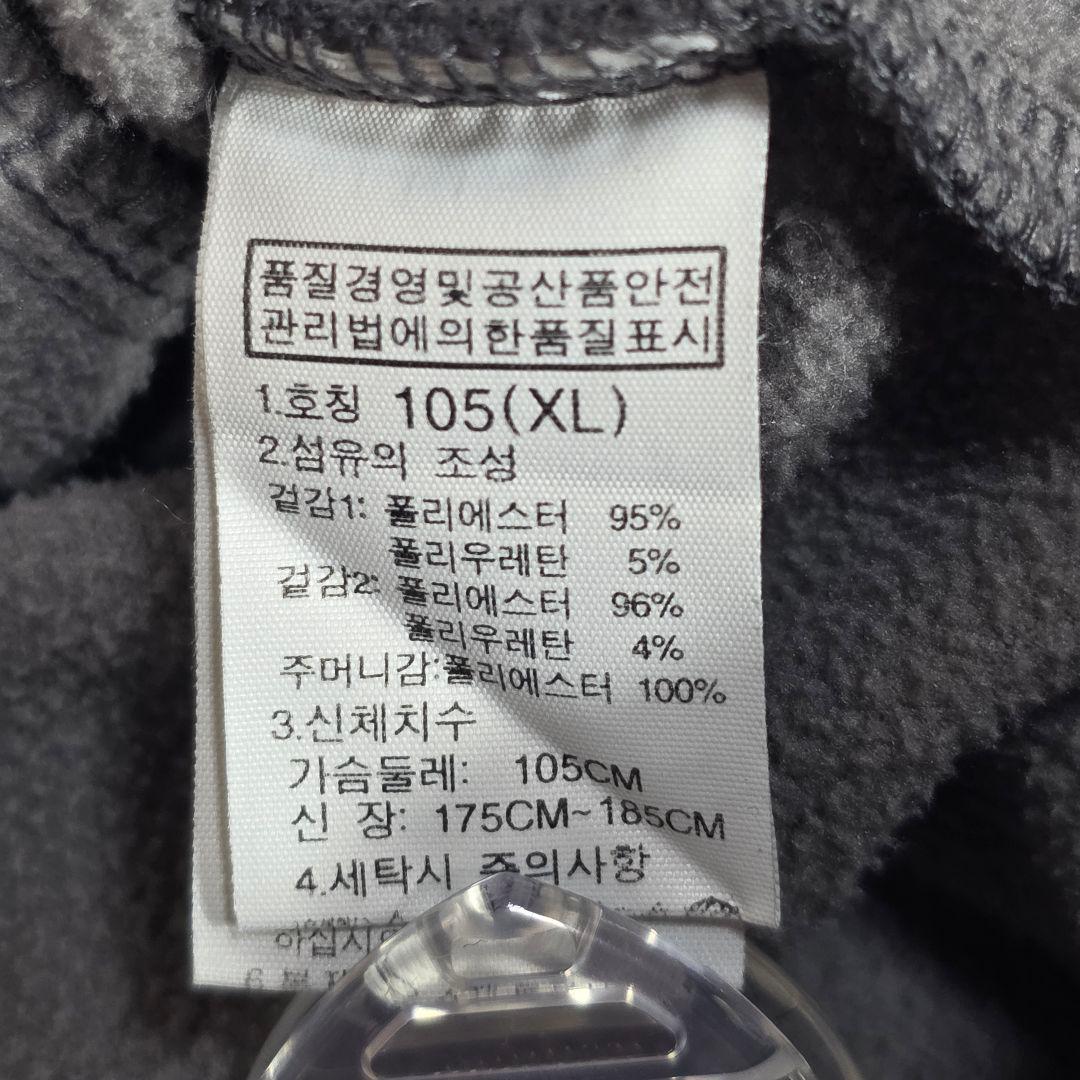 품질경영및공산품안전
관리법에의한품질표시
1.호칭 105(XL)
2.섬유의 조성
겉감1: 폴리에스터 95%
폴리우레탄 5%
겉감2: 폴리에스터 96%
폴리우레탄 4%
주머니감:폴리에스터 100%
3.신체치수
가슴둘레: 105CM
신 장: 175CM~185CM
4.세탁시 주의사항